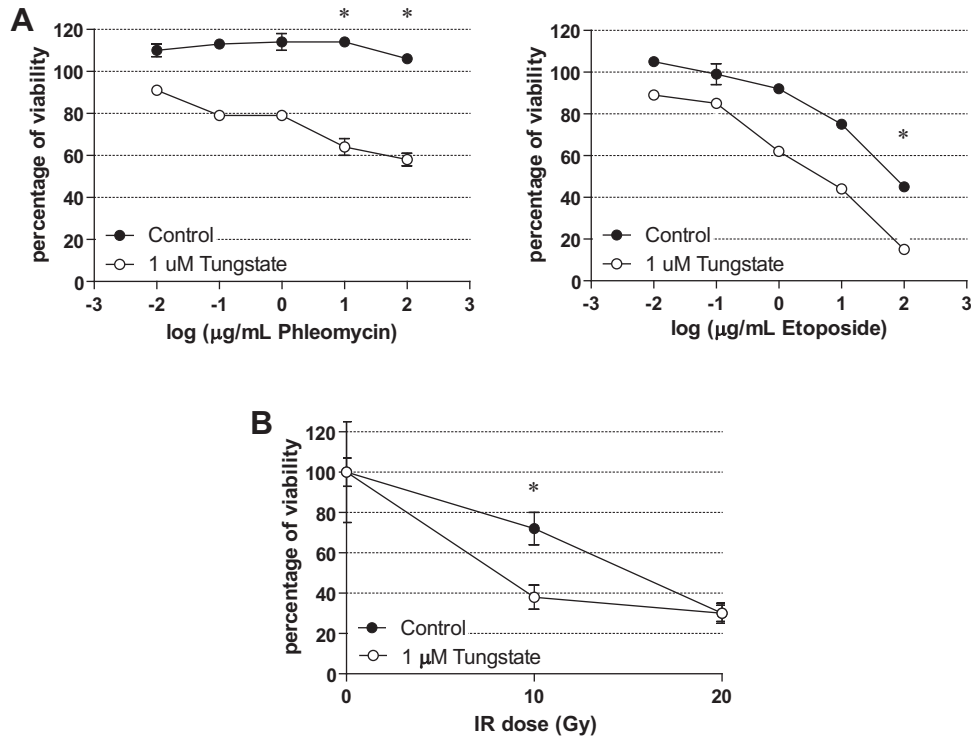 A
* *
120
100
80
60
40
20
0
percentage of viability
Control
1 uM Tungstate
-3 -2 -1 0 1 2 3
log (µg/mL Phleomycin)
120
100
80
60
40
20
0
percentage of viability
*
Control
1 uM Tungstate
-3 -2 -1 0 1 2 3
log (µg/mL Etoposide)
B
120
100
80
60
40
20
0
percentage of viability
*
Control
1 µM Tungstate
0 10 20
IR dose (Gy)